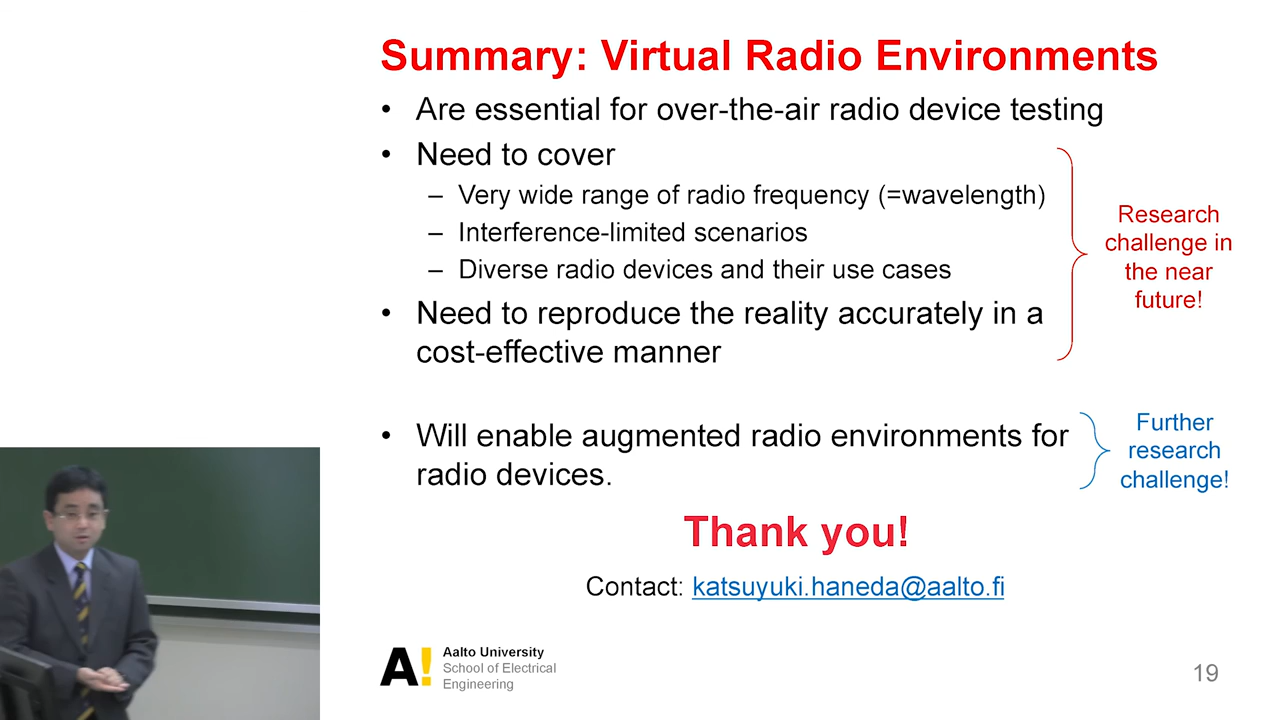 Summary: Virtual Radio Environments
• Are essential for over-the-air radio device testing
• Need to cover
– Very wide range of radio frequency (=wavelength)
– Interference-limited scenarios
– Diverse radio devices and their use cases
• Need to reproduce the reality accurately in a
cost-effective manner
Research
challenge in
the near
future!
• Will enable augmented radio environments for
radio devices.
Further
research
challenge!
Thank you!
Contact: katsuyuki.haneda@aalto.fi
A!
Aalto University
School of Electrical
Engineering
19